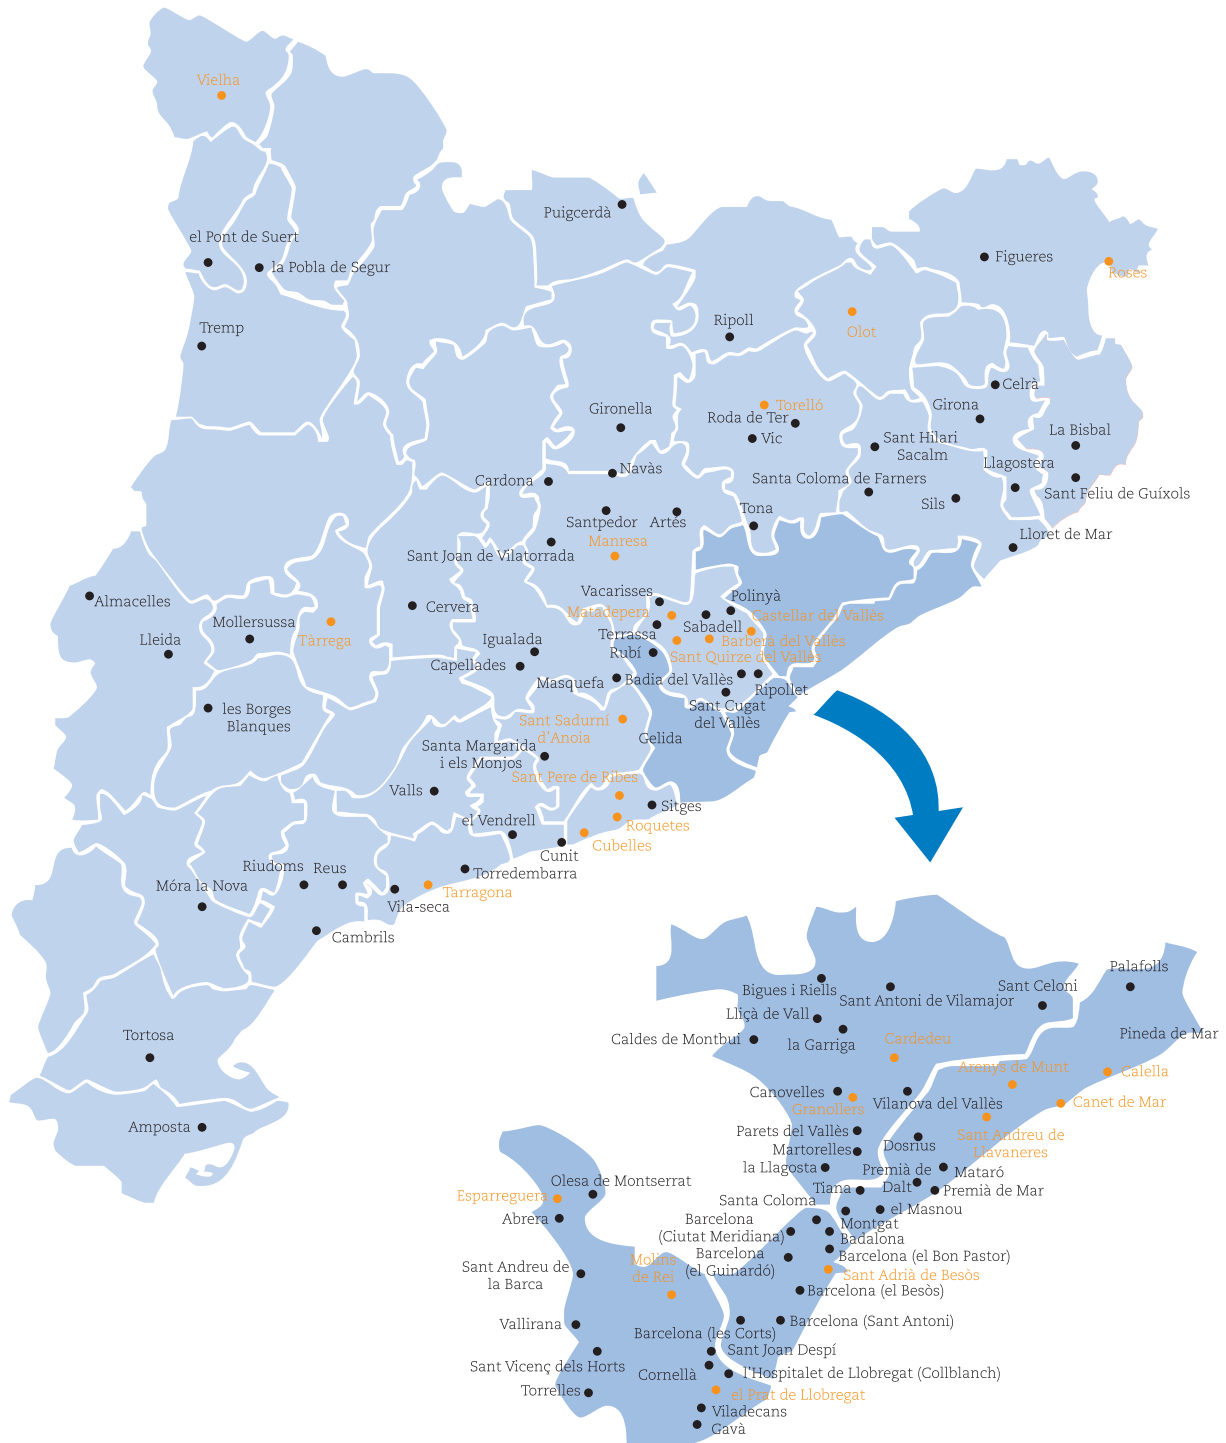 Vielha
el Pont de Suert
la Pobla de Segur
Tremp
Puigcerdà
Figueres
Roses
Ripoll
Olot
Celrà
Girona
Torelló
Roda de Ter
Vic
Gironella
La Bisbal
Sant Hilari
Sacalm
Llagostera
Navàs
Cardona
Santa Coloma de Farners
Sils
Sant Feliu de Guíxols
Santpedor
Artés
Tona
Manresa
Sant Joan de Vilatorrada
Lloret de Mar
Almacelles
Lleida
Mollersussa
Tàrrega
Cervera
Vacarisses
Polinyà
Matadepera
Castellar del Vallès
Sabadell
Terrassa
Barberà del Vallès
Igualada
Rubí
Sant Quirze del Vallès
Capellades
Masquefa
Badia del Vallès
Ripollet
Sant Cugat
del Vallès
les Borges
Blanques
Sant Sadurní
d'Anoia
Gelida
Santa Margarida
i els Monjos
Sant Pere de Ribes
Valls
Sitges
el Vendrell
Roquetes
Cubelles
Cunit
Riudoms
Reus
Torredembarra
Móra la Nova
Tarragona
Vila-seca
Cambrils
Tortosa
Amposta
Palafolls
Bigues i Riells
Sant Antoni de Vilamajor
Sant Celoni
Lliçà de Vall
Caldes de Montbui
la Garriga
Cardedeu
Pineda de Mar
Arenys de Munt
Calella
Canovelles
Granollers
Vilanova del Vallès
Canet de Mar
Parets del Vallès
Sant Andreu de
Llavaneres
Martorelles
Dosrius
la Llagosta
Premià de
Dalt
Mataró
Tiana
Premià de Mar
Olesa de Montserrat
Esparreguera
Abrera
Santa Coloma
el Masnou
Montgat
Barcelona
(Ciutat Meridiana)
Badalona
Barcelona
(el Guinardó)
Barcelona (el Bon Pastor)
Molins
de Rei
Sant Andreu de
la Barca
Sant Adrià de Besòs
Barcelona (el Besòs)
Vallirana
Barcelona (Sant Antoni)
Barcelona (les Corts)
Sant Joan Despí
Sant Vicenç dels Horts
Cornellà
l'Hospitalet de Llobregat (Collblanch)
Torrelles
el Prat de Llobregat
Viladecans
Gavà